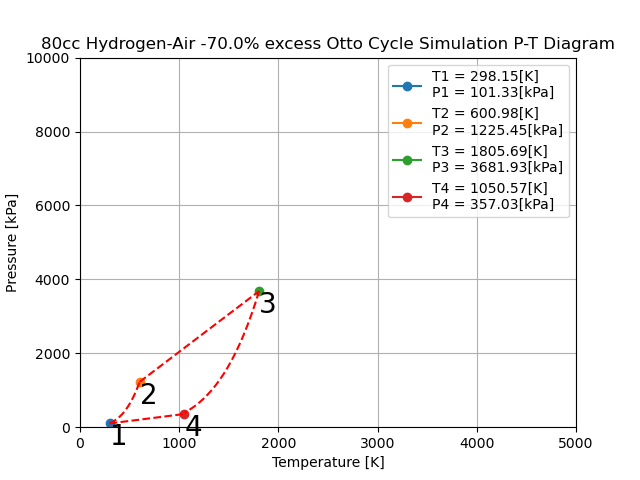 80cc Hydrogen-Air -70.0% excess Otto Cycle Simulation P-T Diagram
10000
8000
6000
4000
2000
0
Pressure [kPa]
T1 = 298.15[K]
P1 = 101.33[kPa]
T2 = 600.98[K]
P2 = 1225.45[kPa]
T3 = 1805.69[K]
P3 = 3681.93[kPa]
T4 = 1050.57[K]
P4 = 357.03[kPa]
3
2
4
1
0 1000 2000 3000 4000 5000
Temperature [K]